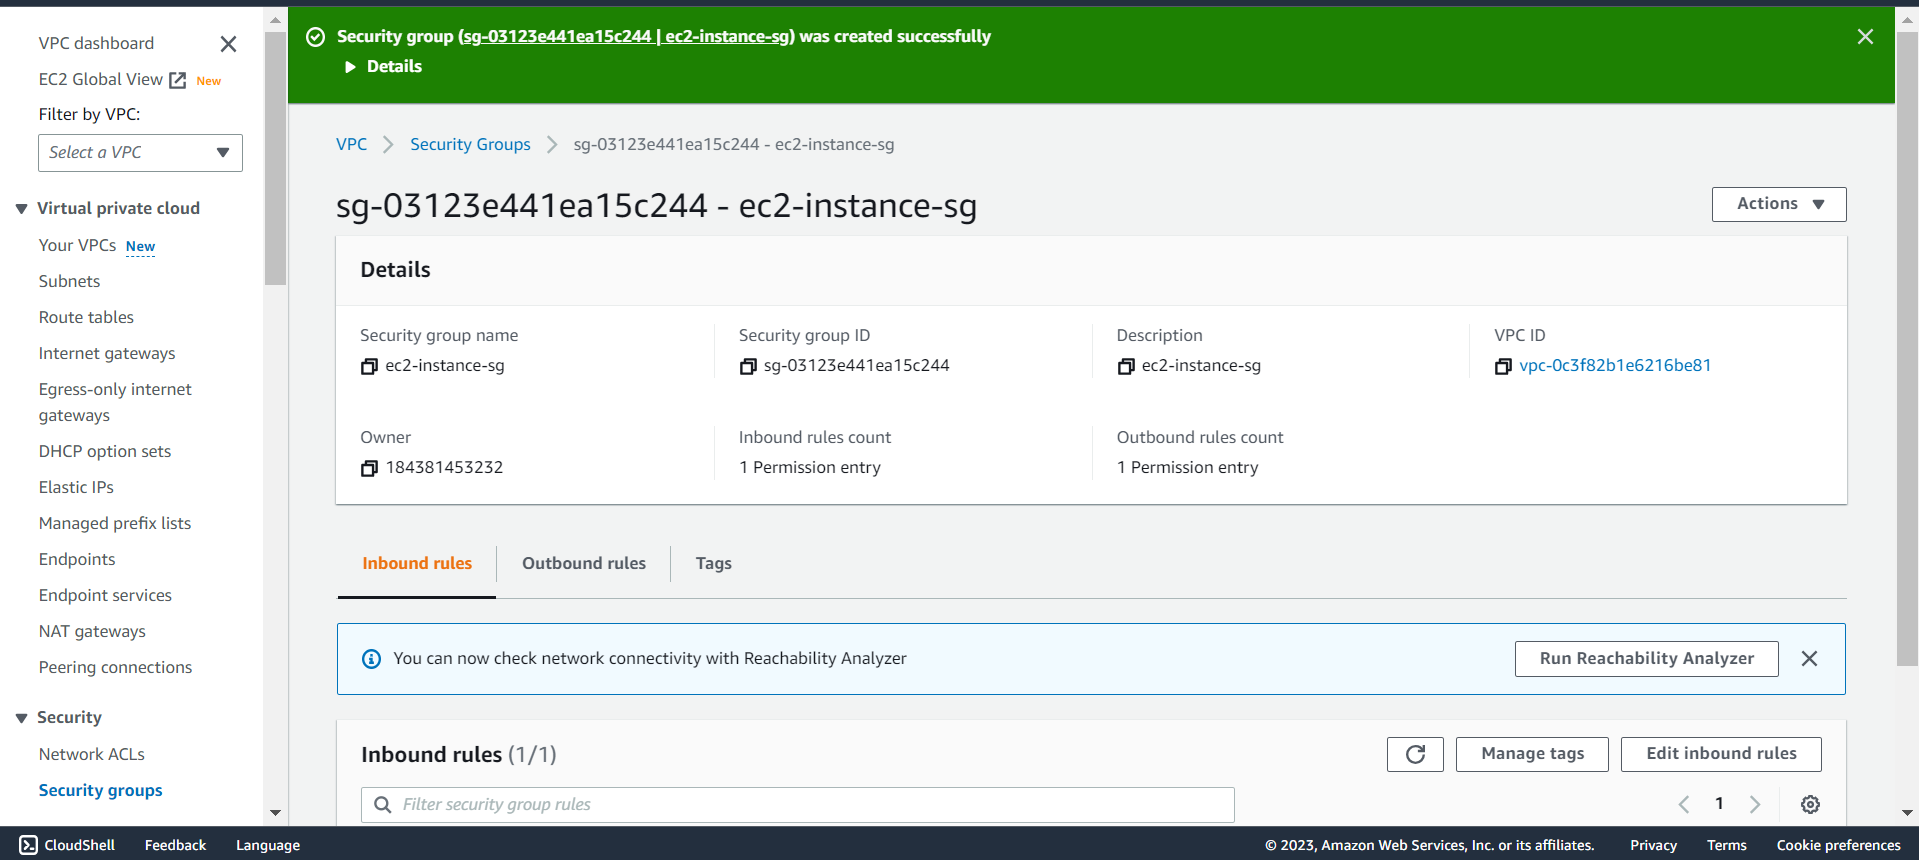 VPC dashboard
EC2 Global View New
Filter by VPC:
Select a VPC
Virtual private cloud
Your VPCs New
Subnets
Route tables
Internet gateways
Egress-only internet
gateways
DHCP option sets
Elastic IPs
Managed prefix lists
Endpoints
Endpoint services
NAT gateways
Peering connections
Security
Network ACLs
Security groups
Security group (sg-03123e441ea15c244 | ec2-instance-sg) was created successfully
Details
VPC Security Groups sg-03123e441ea15c244 - ec2-instance-sg
sg-03123e441ea15c244 - ec2-instance-sg
Actions
Details
Security group name
ec2-instance-sg
Security group ID
sg-03123e441ea15c244
Description
ec2-instance-sg
VPC ID
vpc-0c3f82b1e6216be81
Owner
184381453232
Inbound rules count
1 Permission entry
Outbound rules count
1 Permission entry
Inbound rules Outbound rules Tags
You can now check network connectivity with Reachability Analyzer
Run Reachability Analyzer
Inbound rules (1/1)
Manage tags
Edit inbound rules
Filter security group rules
1
CloudShell Feedback Language © 2023, Amazon Web Services, Inc. or its affiliates. Privacy Terms Cookie preferences